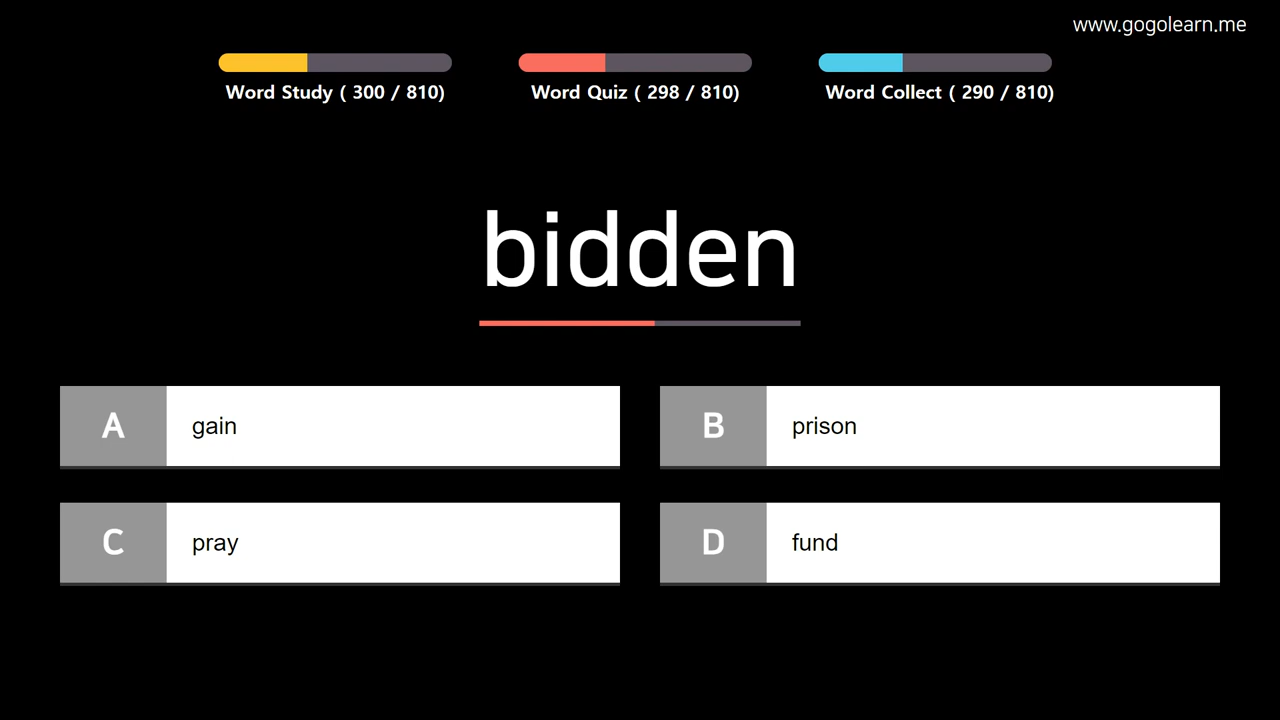 www.gogolearn.me
Word Study ( 300 / 810)
Word Quiz ( 298 / 810)
Word Collect ( 290 / 810)
bidden
A gain
B prison
C pray
D fund